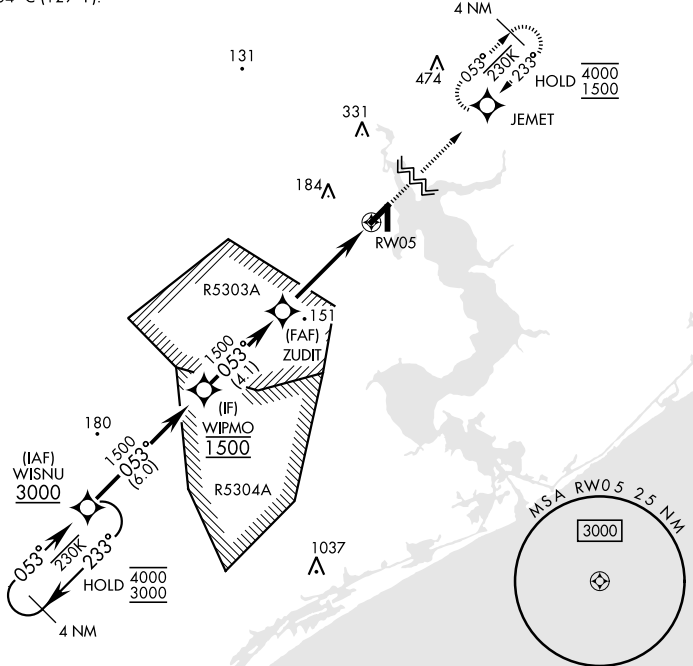 4 NM
131
053°
230K
233°
474
HOLD 4000
1500
JEMET
331
184
RW05
R5303A
151
(FAF)
ZUDIT
1500
053°
(4.1)
(IF)
WIPMO
1500
180
(IAF)
WISNU
3000
1500
053°
(6.0)
R5304A
MSA RW05 25 NM
3000
053°
230K
233°
HOLD 4000
3000
1037
4 NM